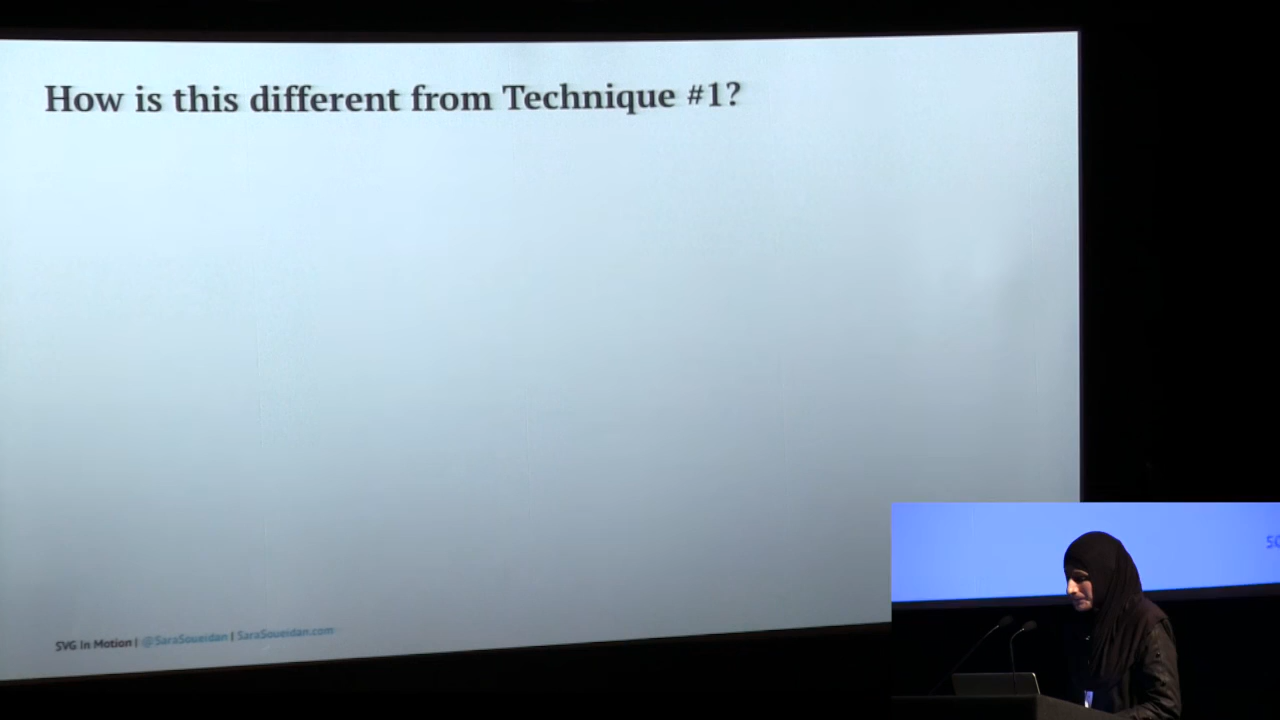 How is this different from Technique #1?
SVG In Motion | @SaraSoueidan | SaraSoueidan.com